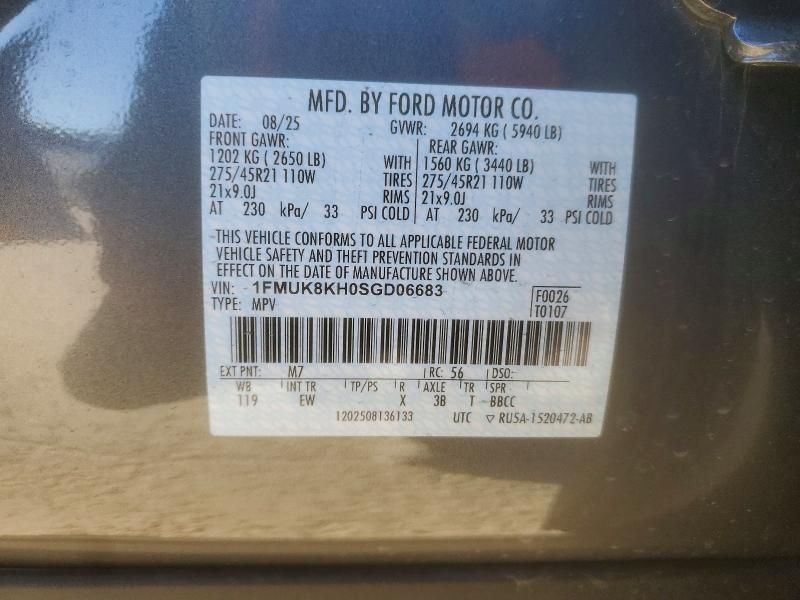 MFD. BY FORD MOTOR CO.
DATE: 08/25 GVWR: 2694 KG ( 5940 LB)
FRONT GAWR: REAR GAWR:
1202 KG ( 2650 LB) WITH 1560 KG ( 3440 LB) WITH
275/45R21 110W TIRES 275/45R21 110W TIRES
21x9.0J RIMS 21x9.0J RIMS
AT 230 kPa/ 33 PSI COLD AT 230 kPa/ 33 PSI COLD
THIS VEHICLE CONFORMS TO ALL APPLICABLE FEDERAL MOTOR
VEHICLE SAFETY AND THEFT PREVENTION STANDARDS IN
EFFECT ON THE DATE OF MANUFACTURE SHOWN ABOVE.
VIN: 1FMUK8KH0SGD06683 F0026
TYPE: MPV T0107
EXT PNT: M7 RC: 56 DSO:
WB INT TR TP/PS R AXLE TR SPR
119 EW - X 3B T BBCC
1202508136133 UTC ▽ RU5A-1520472-AB